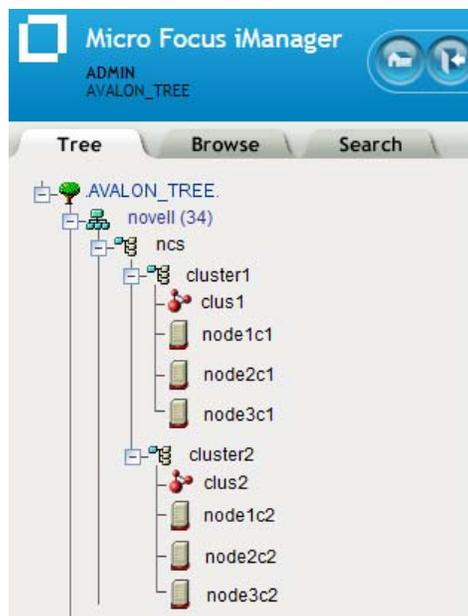 Micro Focus iManager
ADMIN
AVALON_TREE
Tree Browse Search
.AVALON_TREE.
novell (34)
ncs
cluster1
clus1
node1c1
node2c1
node3c1
cluster2
clus2
node1c2
node2c2
node3c2